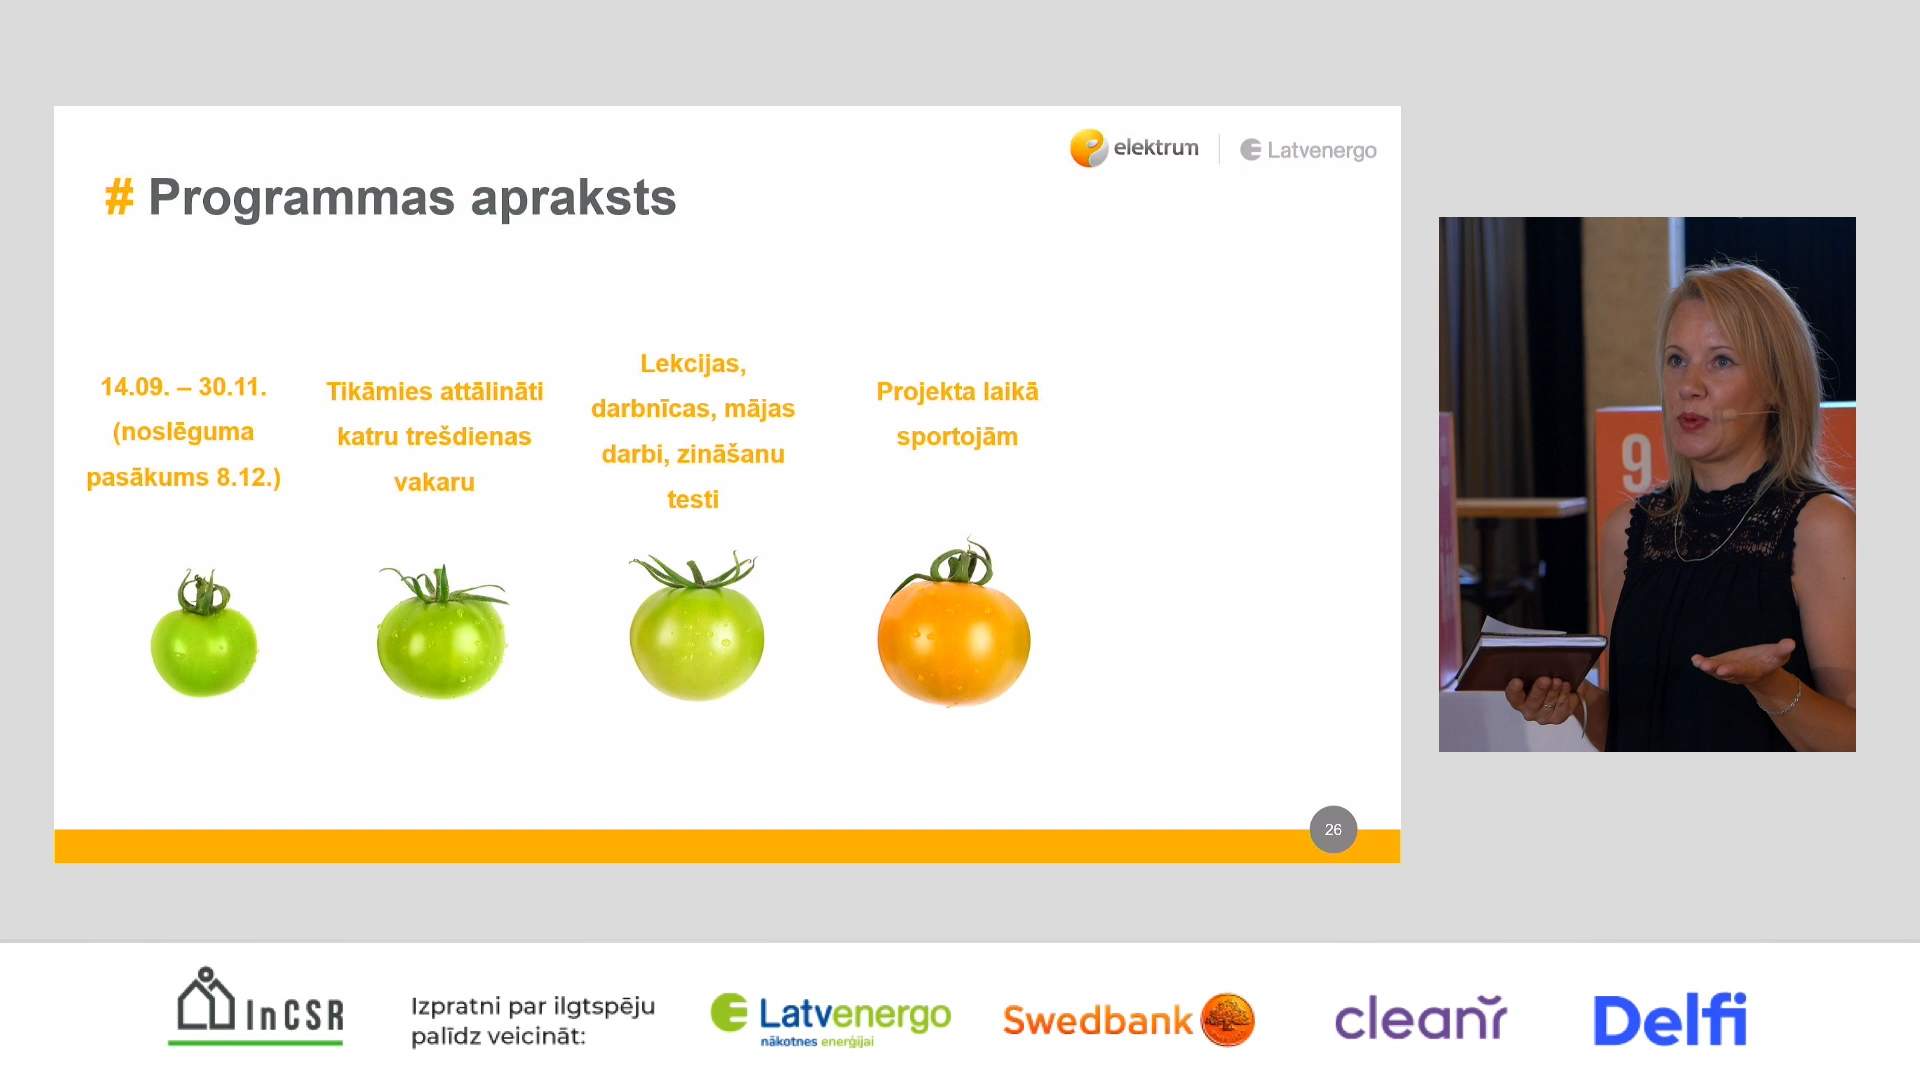 elektrum
Latvenergo
# Programmas apraksts
14.09. – 30.11.
(noslēguma
pasākums 8.12.)
Tikāmies attālināti
katru trešdienas
vakaru
Lekcijas,
darbnīcas, mājas
darbi, zināšanu
testi
Projekta laikā
sportojām
26
9
InCSR
Izpratni par ilgtspēju
palīdz veicināt:
Latvenergo
nākotnes enerģijai
Swedbank
cleanr
Delfi